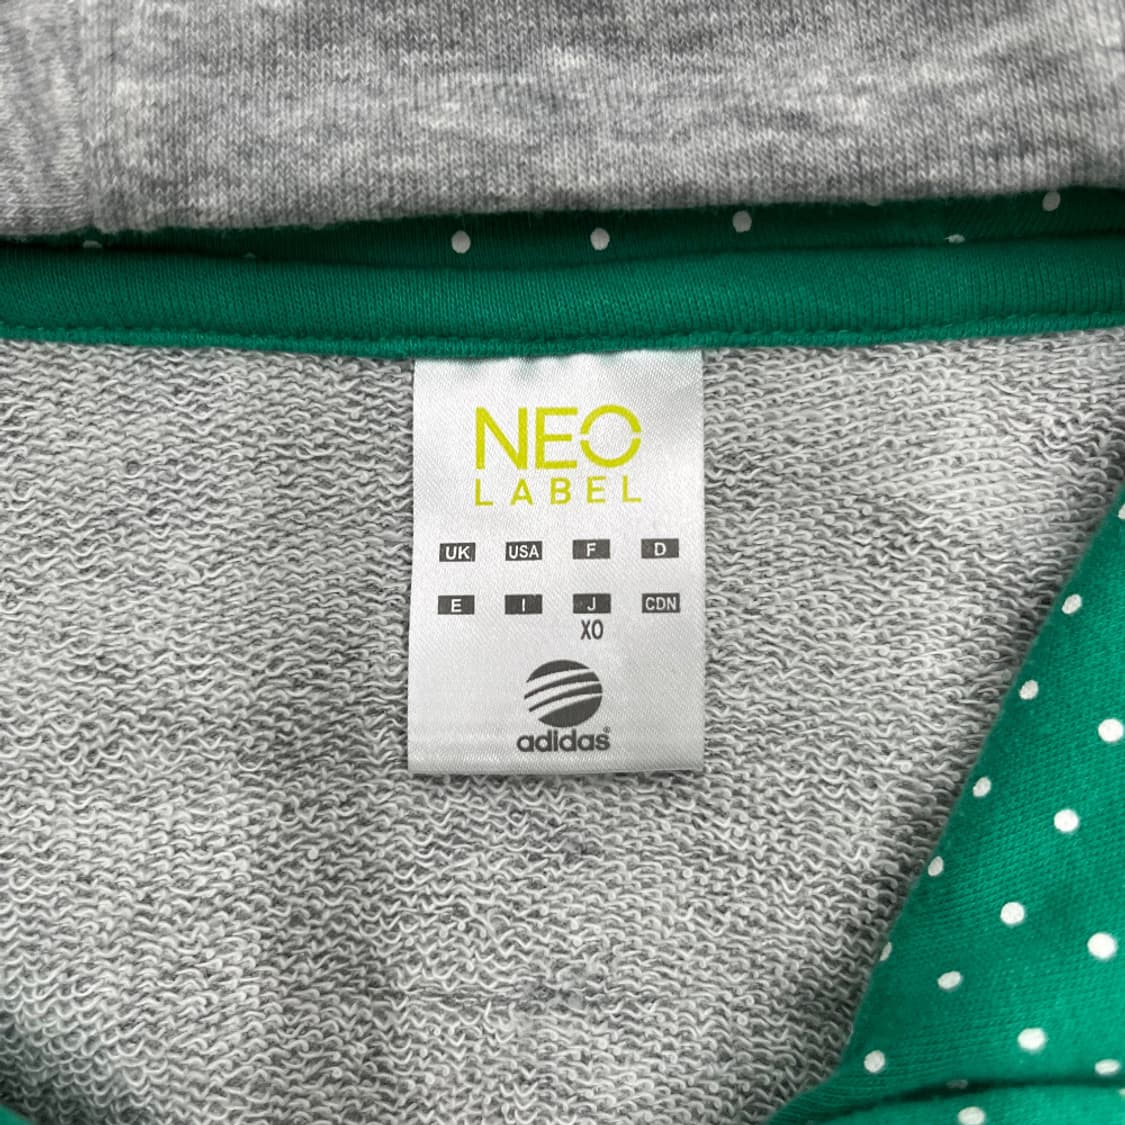 NEO
LABEL
UK USA F D
E I J CDN
XO
adidas®